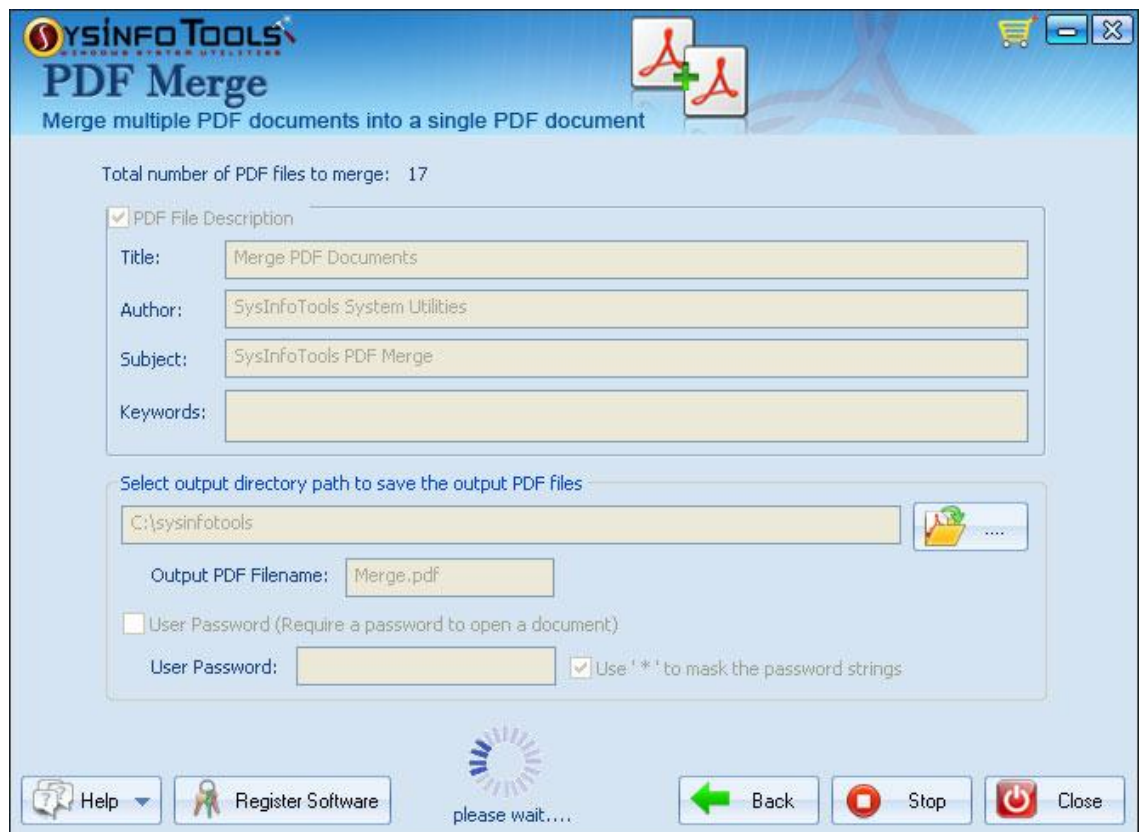 SYSINFO TOOLS
WINDOWS SYSTEM UTILITIES
PDF Merge
Merge multiple PDF documents into a single PDF document
Total number of PDF files to merge: 17
PDF File Description
Title: Merge PDF Documents
Author: SysInfoTools System Utilities
Subject: SysInfoTools PDF Merge
Keywords:
Select output directory path to save the output PDF files
C:\sysinfotools
....
Output PDF Filename: Merge.pdf
User Password (Require a password to open a document)
User Password: Use ' * ' to mask the password strings
Help Register Software please wait.... Back Stop Close